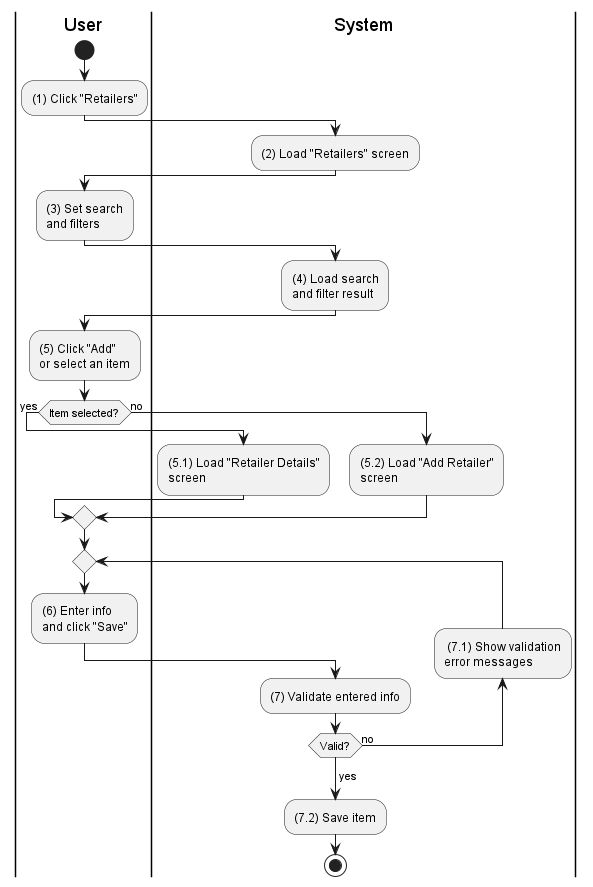 User
System
(1) Click "Retailers"
(2) Load "Retailers" screen
(3) Set search
and filters
(4) Load search
and filter result
(5) Click "Add"
or select an item
yes
Item selected?
no
(5.1) Load "Retailer Details"
screen
(5.2) Load "Add Retailer"
screen
(6) Enter info
and click "Save"
(7.1) Show validation
error messages
(7) Validate entered info
Valid?
no
yes
(7.2) Save item